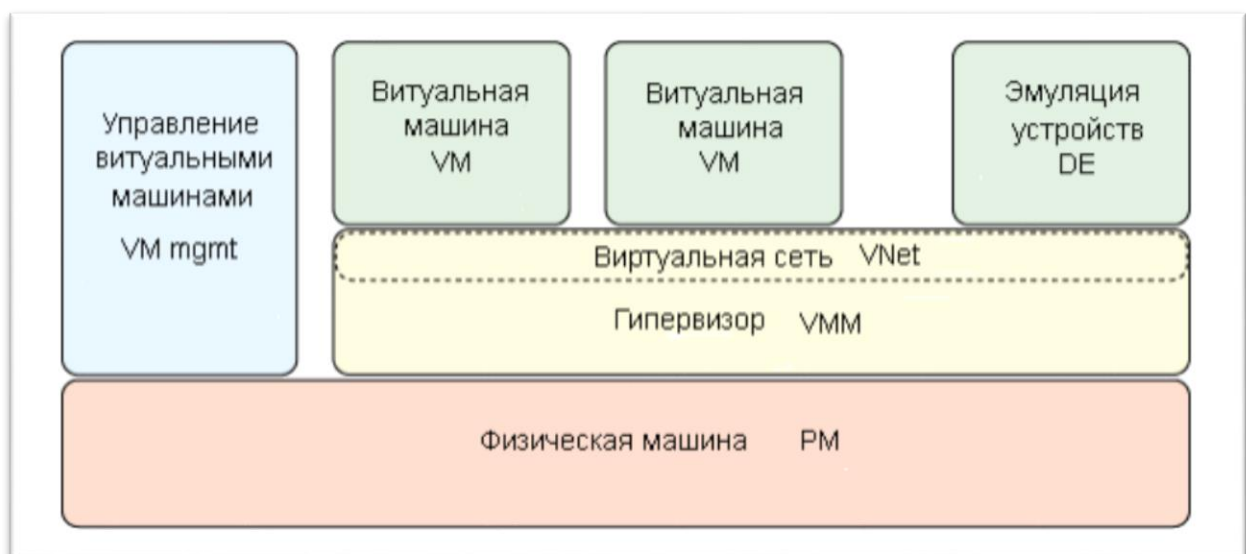 Управление
витуальными
машинами
VM mgmt
Витуальная
машина
VM
Витуальная
машина
VM
Эмуляция
устройств
DE
Виртуальная сеть VNet
Гипервизор VMM
Физическая машина PM